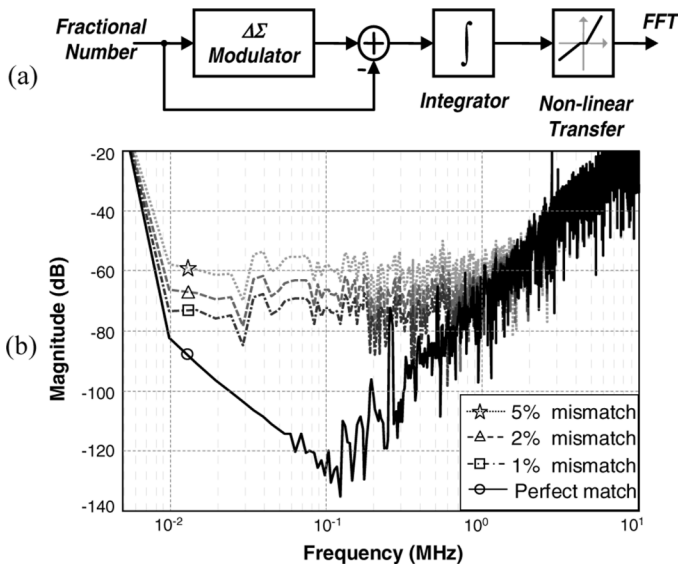 Fractional
Number
ΔΣ
Modulator
+
-
∫
FFT
Integrator
Non-linear
Transfer
(a)
-20
-40
-60
-80
-100
-120
-140
Magnitude (dB)
(b)
5% mismatch
2% mismatch
1% mismatch
Perfect match
10⁻² 10⁻¹ 10⁰ 10¹
Frequency (MHz)